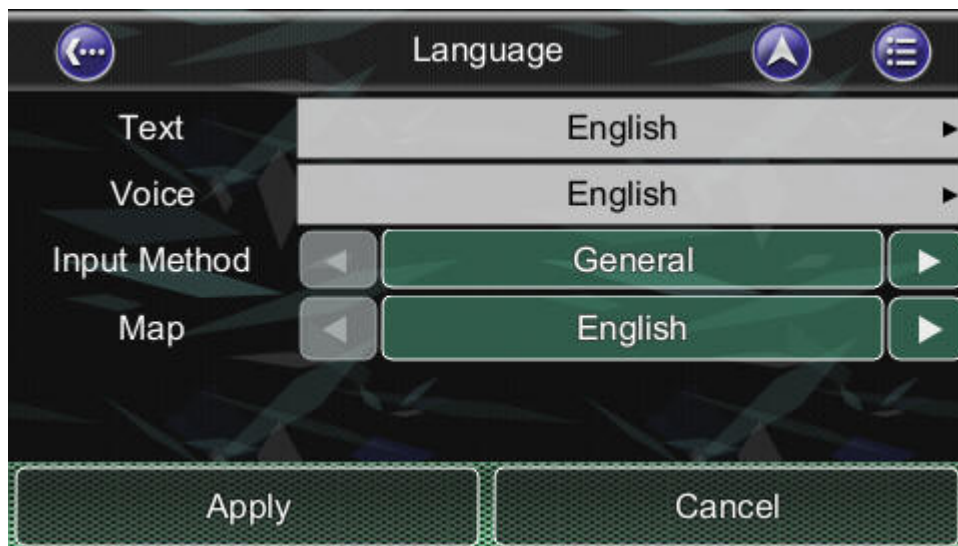 Language
Text English
Voice English
Input Method General
Map English
Apply Cancel